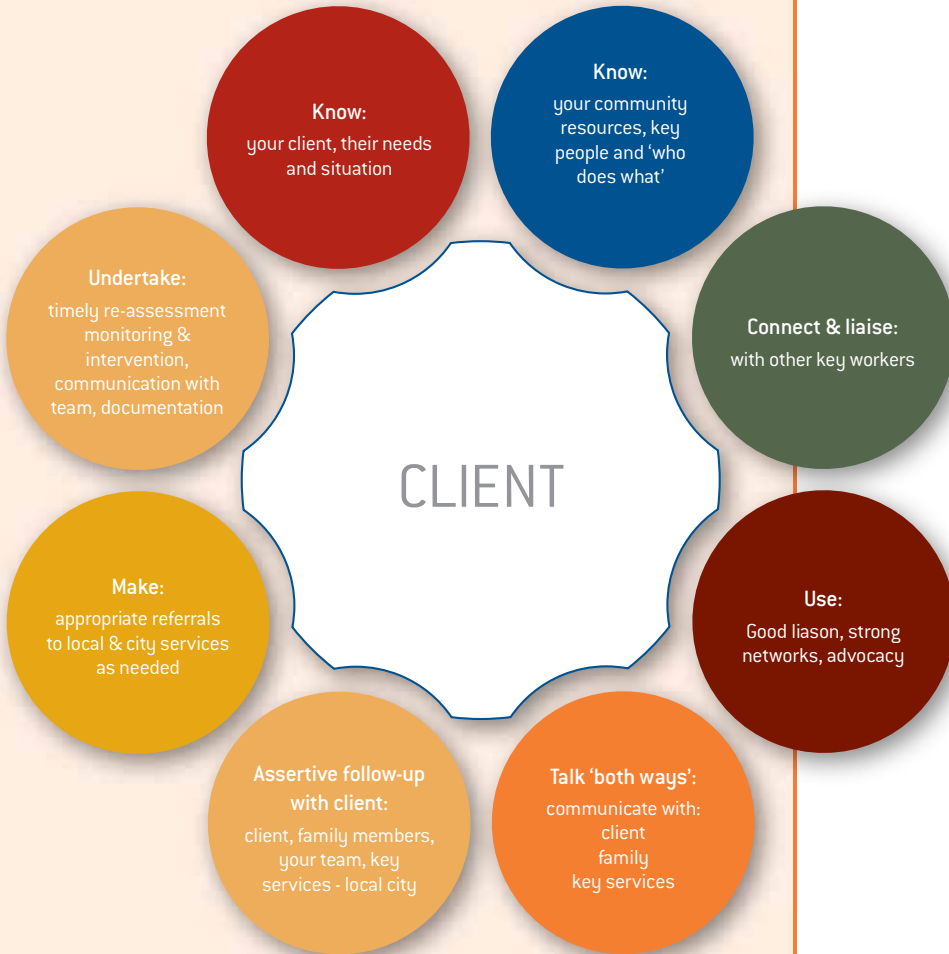 Know:
your client, their needs
and situation
Know:
your community
resources, key
people and ‘who
does what’
Connect & liaise:
with other key workers
Use:
Good liason, strong
networks, advocacy
Talk ‘both ways’:
communicate with:
client
family
key services
Assertive follow-up
with client:
client, family members,
your team, key
services - local city
Make:
appropriate referrals
to local & city services
as needed
Undertake:
timely re-assessment
monitoring &
intervention,
communication with
team, documentation
CLIENT